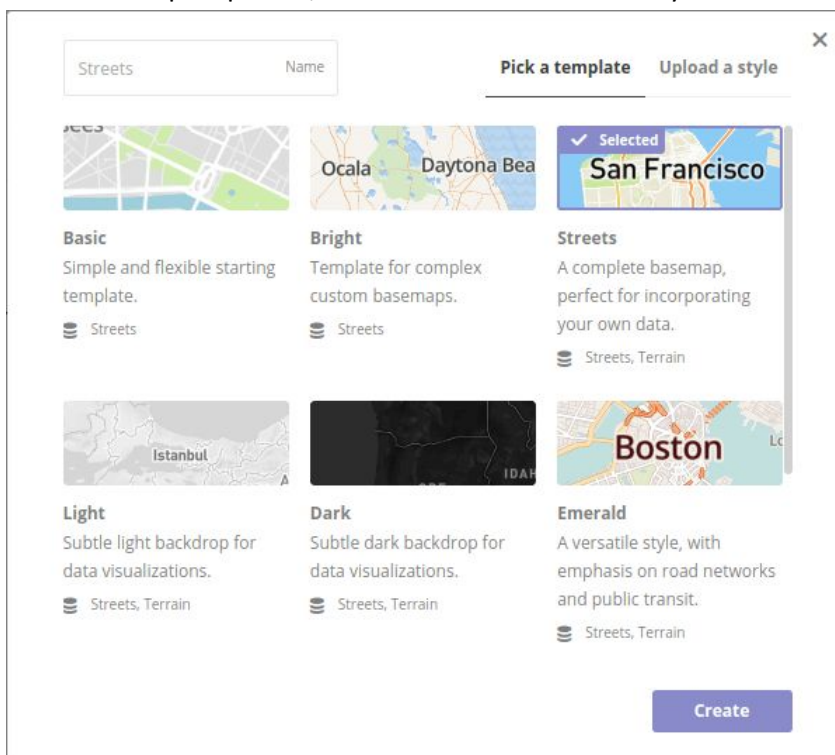 Streets Name Pick a template Upload a style
Ocala Daytona Bea
Selected
San Francisco
Basic
Simple and flexible starting
template.
Streets
Bright
Template for complex
custom basemaps.
Streets
Streets
A complete basemap,
perfect for incorporating
your own data.
Streets, Terrain
Istanbul
A
IDAH
Boston
Lo
Light
Subtle light backdrop for
data visualizations.
Streets, Terrain
Dark
Subtle dark backdrop for
data visualizations.
Streets, Terrain
Emerald
A versatile style, with
emphasis on road networks
and public transit.
Streets, Terrain
Create